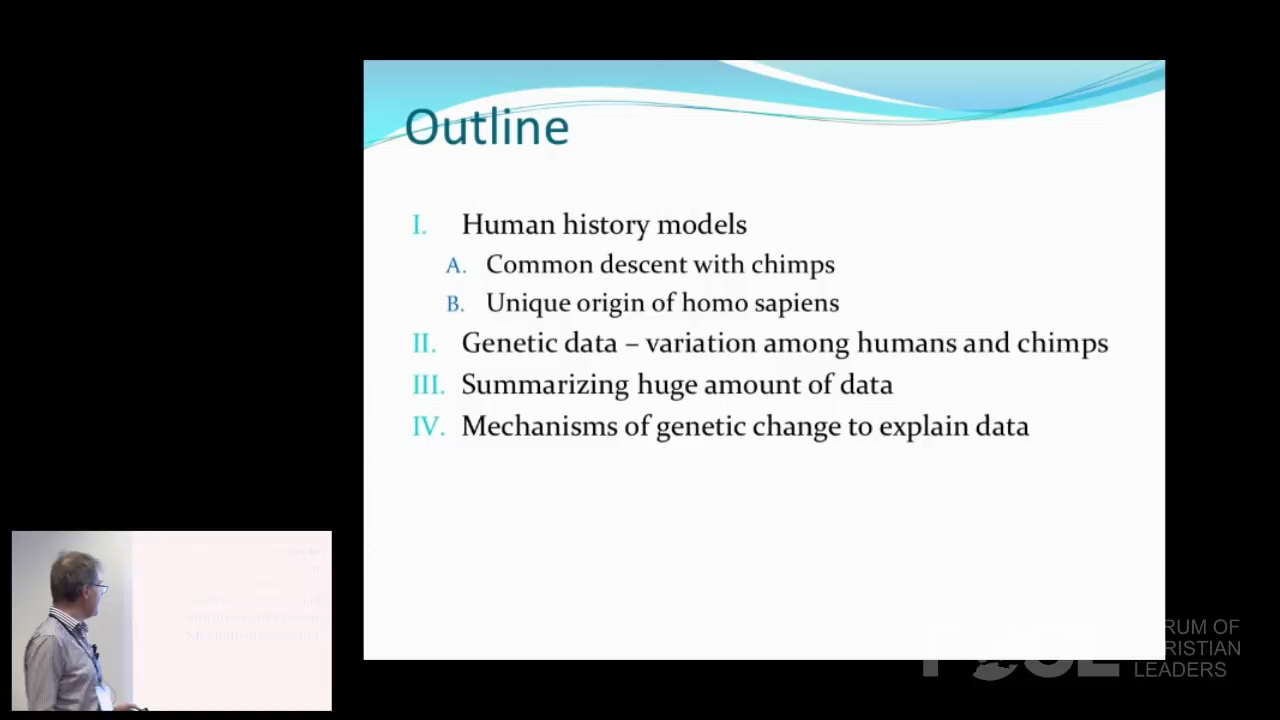 Outline
I. Human history models
A. Common descent with chimps
B. Unique origin of homo sapiens
II. Genetic data – variation among humans and chimps
III. Summarizing huge amount of data
IV. Mechanisms of genetic change to explain data
RUM OF
RISTIAN
LEADERS